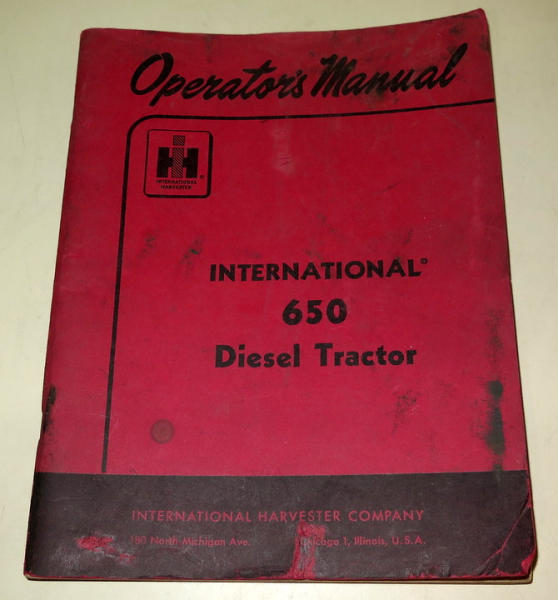 Operator's Manual
IH ®
INTERNATIONAL
HARVESTER
INTERNATIONAL®
650
Diesel Tractor
INTERNATIONAL HARVESTER COMPANY
180 North Michigan Ave. Chicago 1, Illinois, U.S.A.